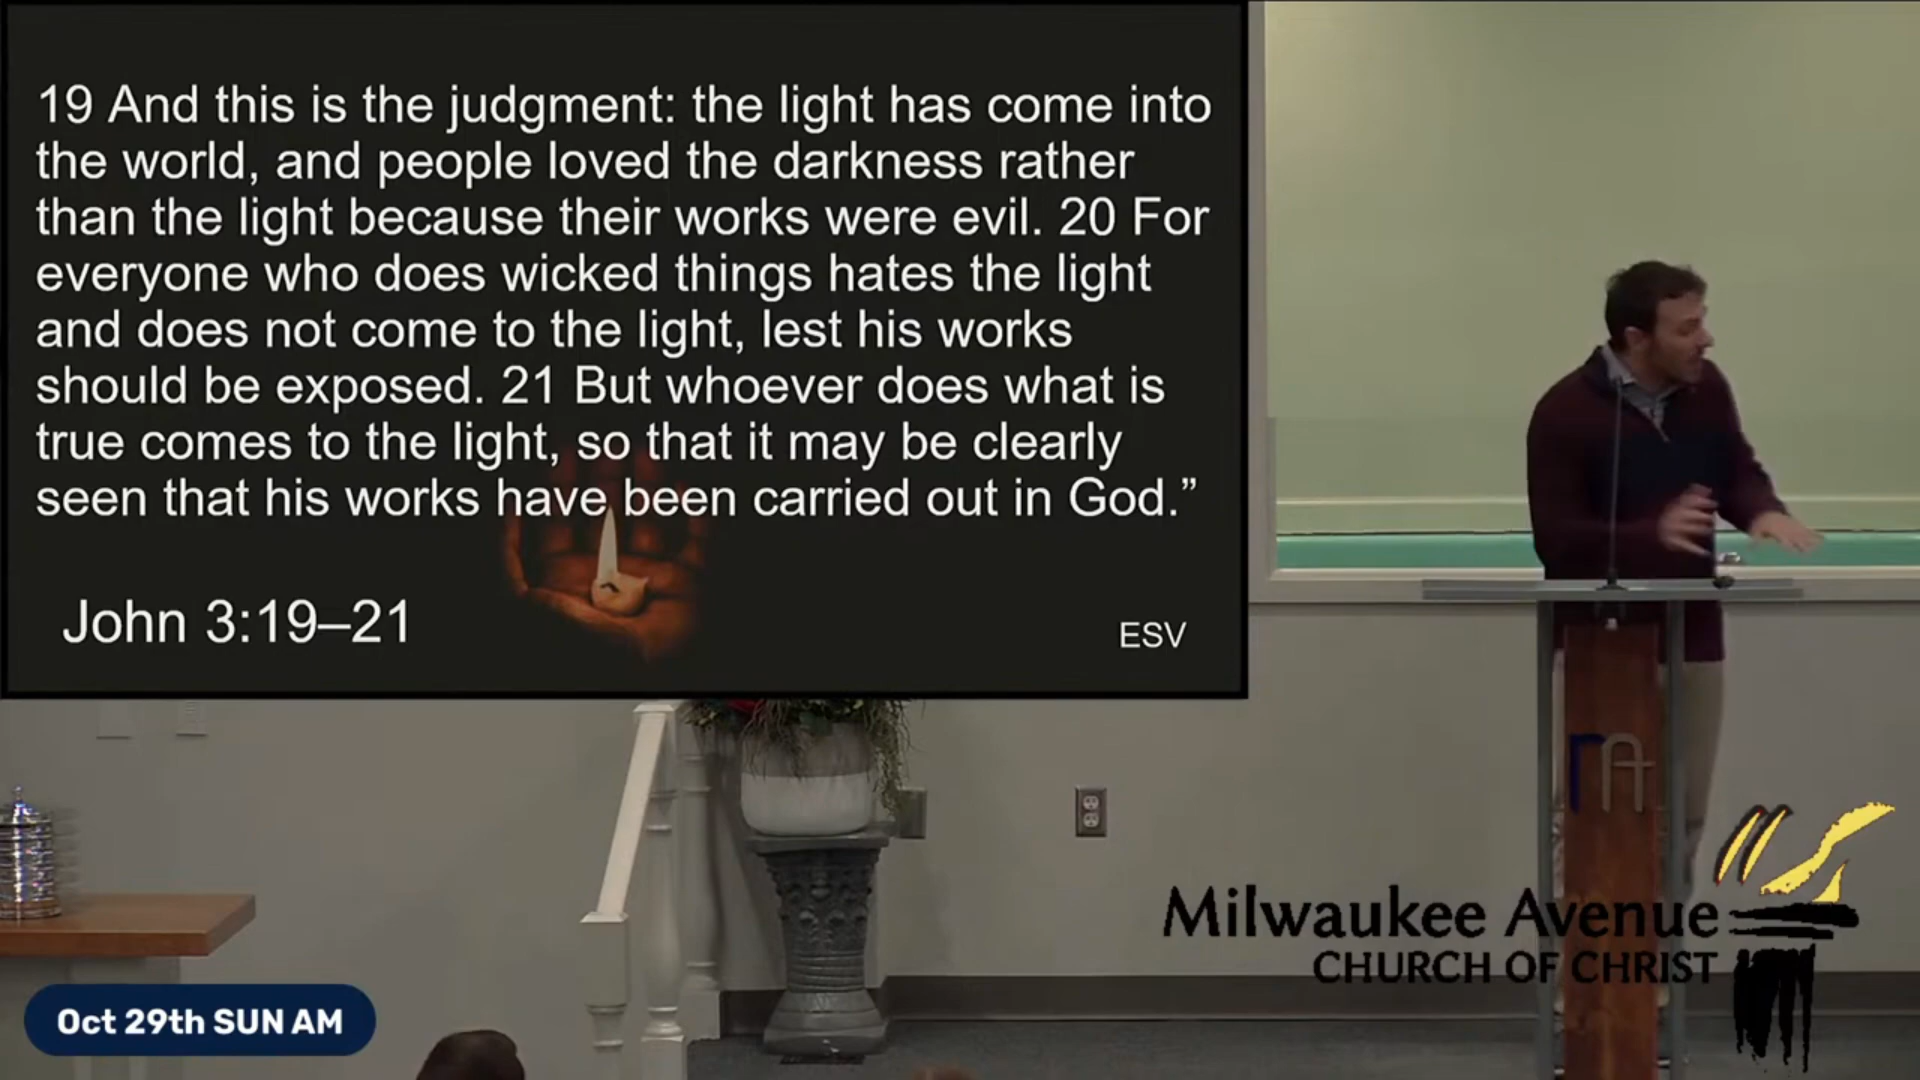 19 And this is the judgment: the light has come into
the world, and people loved the darkness rather
than the light because their works were evil. 20 For
everyone who does wicked things hates the light
and does not come to the light, lest his works
should be exposed. 21 But whoever does what is
true comes to the light, so that it may be clearly
seen that his works have been carried out in God.”
John 3:19–21
ESV
MA
Milwaukee Avenue
CHURCH OF CHRIST
Oct 29th SUN AM